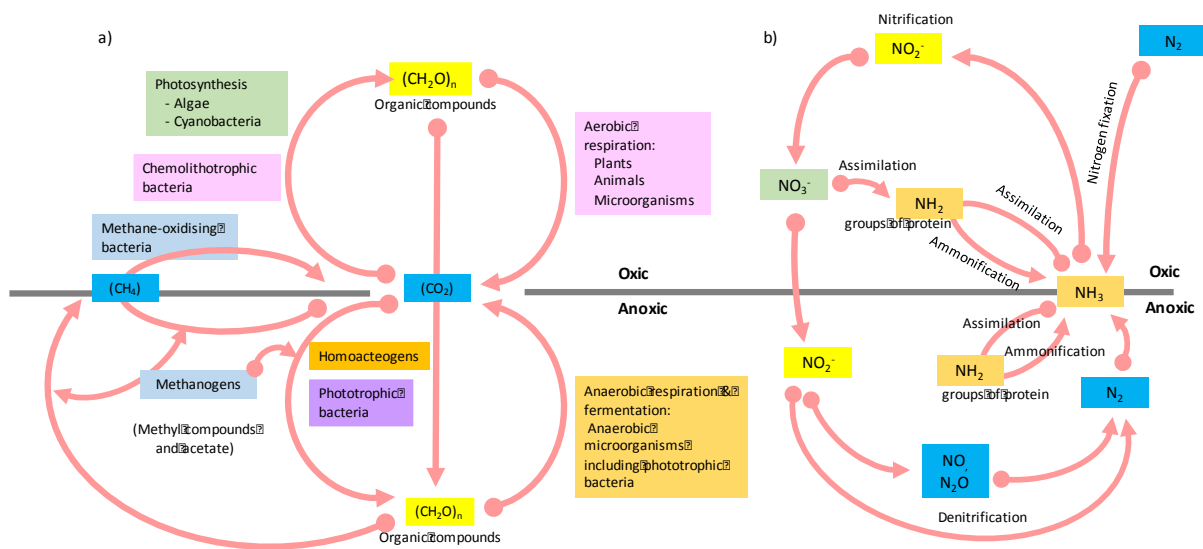 a)
(CH₂O)ₙ
Organic compounds
Photosynthesis
- Algae
- Cyanobacteria
Chemolithotrophic
bacteria
Aerobic
respiration:
Plants
Animals
Microorganisms
Methane-oxidising
bacteria
(CH₄)
(CO₂)
Oxic
Anoxic
Homoacteogens
Methanogens
Phototrophic
bacteria
(Methyl compounds
and acetate)
Anaerobic respiration &
fermentation:
Anaerobic
microorganisms
including phototrophic
bacteria
(CH₂O)ₙ
Organic compounds
b)
Nitrification
NO₂⁻
N₂
Nitrogen fixation
Assimilation
NO₃⁻
NH₂
groups of protein
Assimilation
Ammonification
Oxic
NH₃
Anoxic
Assimilation
Ammonification
NO₂⁻
NH₂
groups of protein
N₂
NO,
N₂O
Denitrification